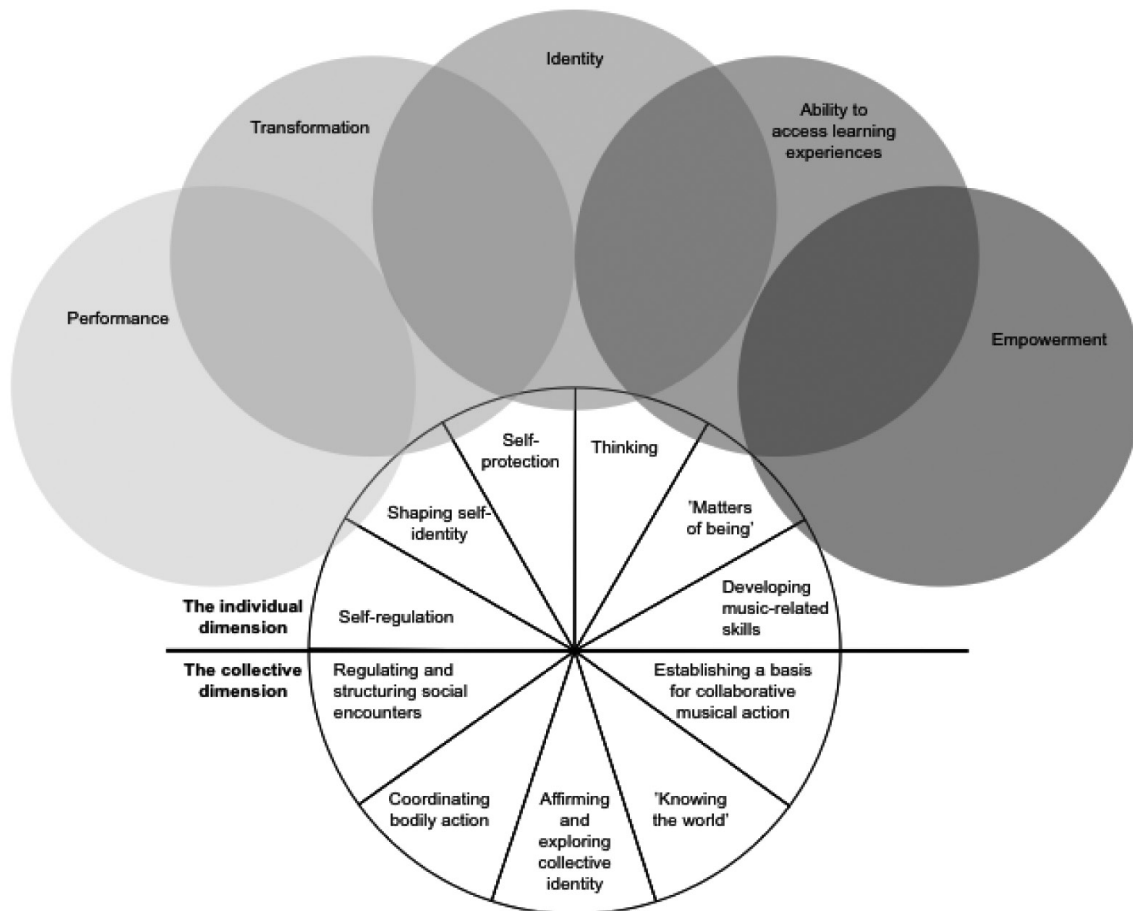 Identity
Transformation
Ability to
access learning
experiences
Performance
Empowerment
Self-
protection
Thinking
Shaping self-
identity
'Matters
of being'
The individual
dimension
Self-regulation
Developing
music-related
skills
The collective
dimension
Regulating and
structuring social
encounters
Establishing a basis
for collaborative
musical action
Coordinating
bodily action
Affirming
and
exploring
collective
identity
'Knowing
the world'